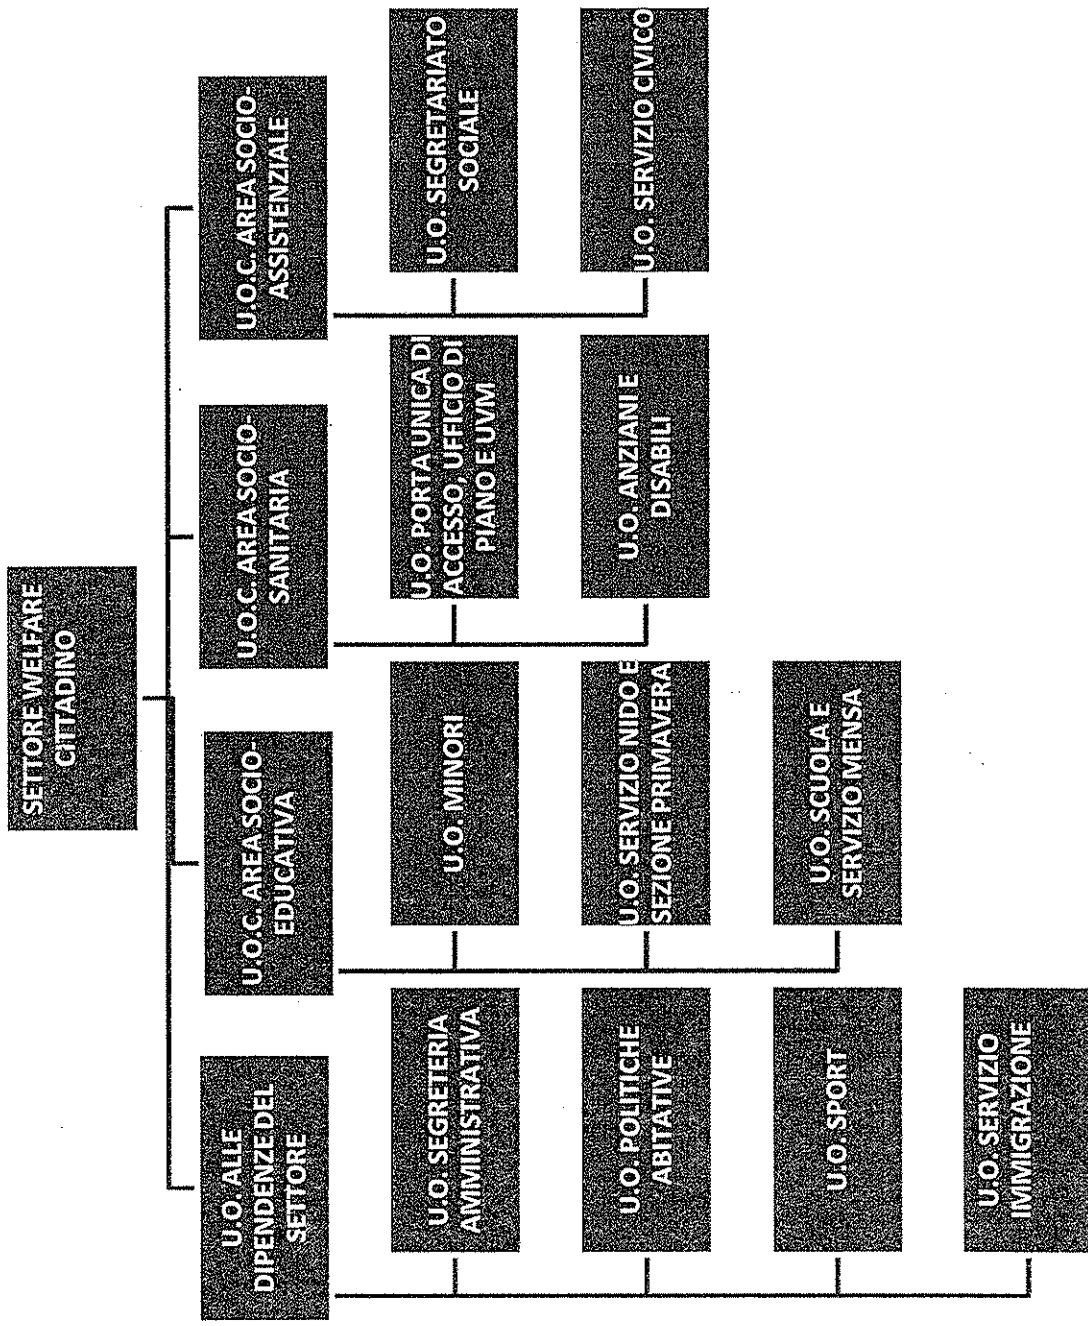 SETTORE WELFARE
CITTADINO
U.O. ALLE
DIPENDENZE DEL
SETTORE
U.O. SEGRETERIA
AMMINISTRATIVA
U.O. POLITICHE
ABITATIVE
U.O. SPORT
U.O. SERVIZIO
IMMIGRAZIONE
U.O.C. AREA SOCIO-
EDUCATIVA
U.O. MINORI
U.O. SERVIZIO NIDO E
SEZIONE PRIMAVERA
U.O. SCUOLA E
SERVIZIO MENSA
U.O.C. AREA SOCIO-
SANITARIA
U.O. PORTA UNICA DI
ACCESSO, UFFICIO DI
PIANO E UVM
U.O. ANZIANI E
DISABILI
U.O.C. AREA SOCIO-
ASSISTENZIALE
U.O. SEGRETARIATO
SOCIALE
U.O. SERVIZIO CIVICO